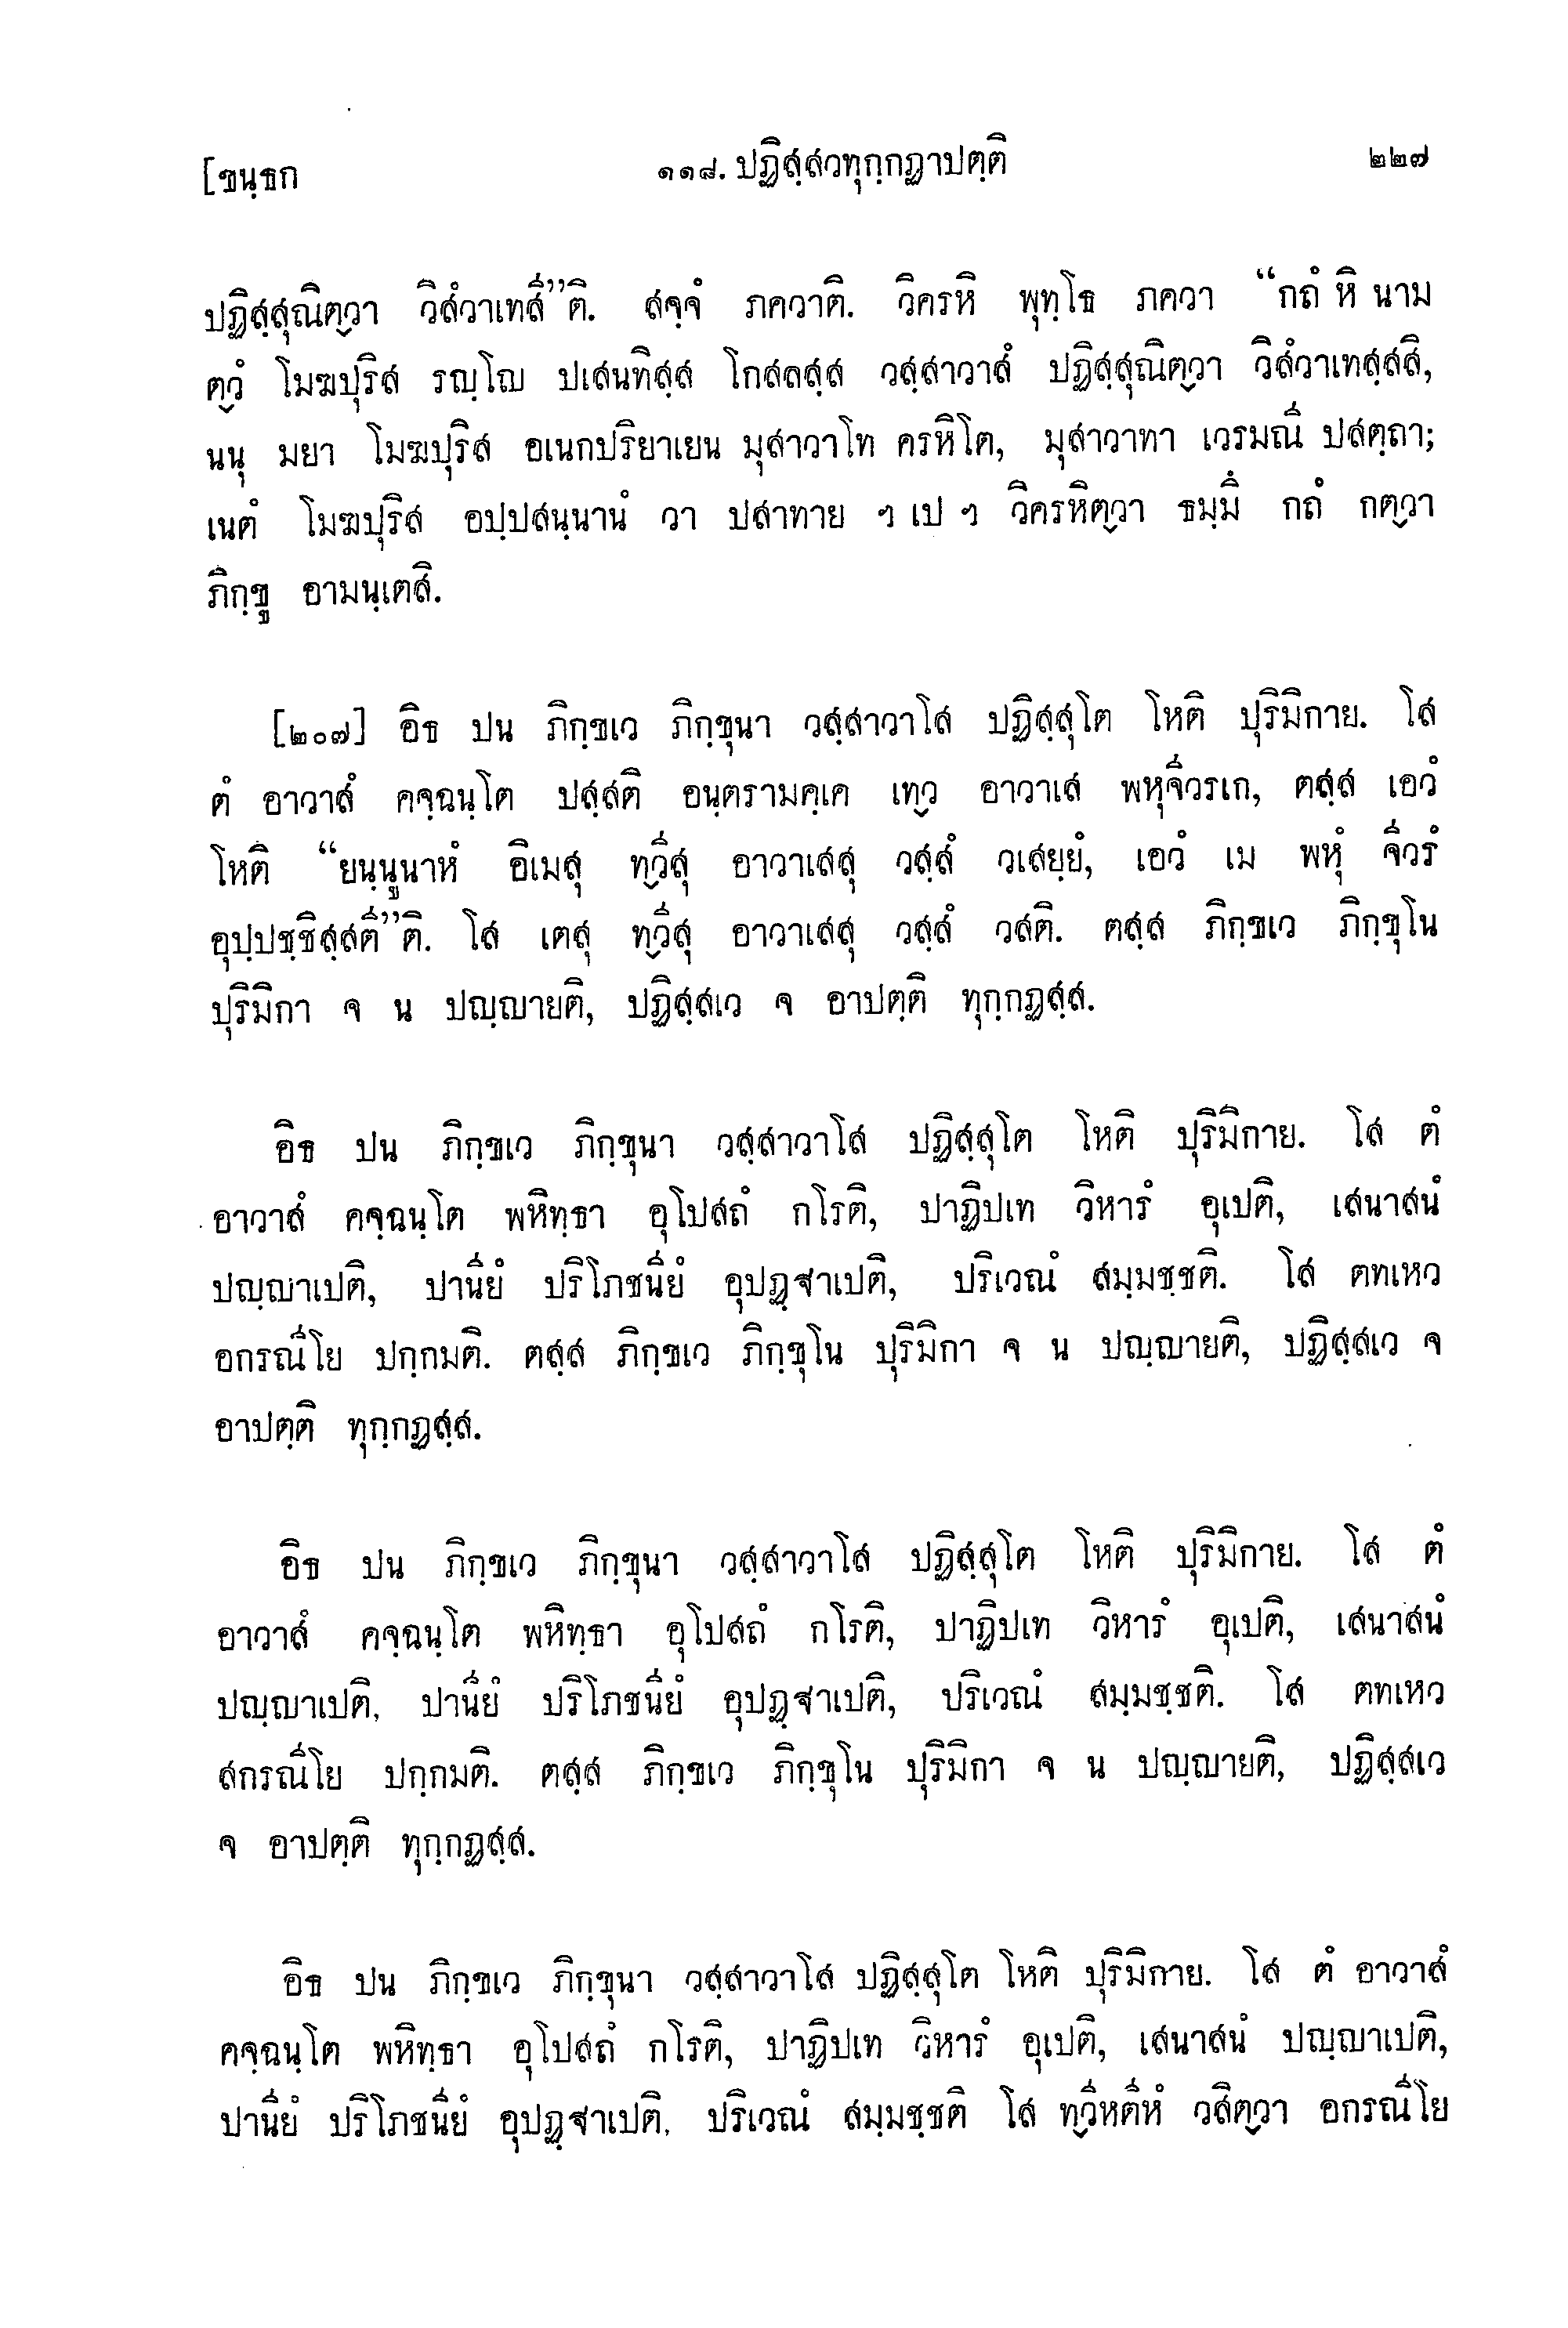 [ขนฺธก ๑๑๘. ปฏิสฺสวทุกฺกฏาปตฺติ ๒๒๗
ปฏิสฺสุณิตฺวา วิสํวาเทสี”ติ. สจฺจํ ภควาติ. วิครหิ พุทฺโธ ภควา “กถํ หิ นาม
ตฺวํ โมฆปุริส รญฺโญ ปเสนทิสฺส โกสลสฺส วสฺสาวาสํ ปฏิสฺสุณิตฺวา วิสํวาเทสฺสสิ,
นนุ มยา โมฆปุริส อเนกปริยาเยน มุสาวาโท ครหิโต, มุสาวาทา เวรมณี ปสตฺถา;
เนตํ โมฆปุริส อปฺปสนฺนานํ วา ปสาทาย ฯ เป ฯ วิครหิตฺวา ธมฺมึ กถํ กตฺวา
ภิกฺขู อามนฺเตสิ.
[๒๐๗] อิธ ปน ภิกฺขเว ภิกฺขุนา วสฺสาวาโส ปฏิสฺสุโต โหติ ปุริมิกาย. โส
ตํ อาวาสํ คจฺฉนฺโต ปสฺสติ อนฺตรามคฺเค เทฺว อาวาเส พหุจีวรเก, ตสฺส เอวํ
โหติ “ยนฺนูนาหํ อิเมสุ ทฺวีสุ อาวาเสสุ วสฺสํ วเสยฺยํ, เอวํ เม พหุํ จีวรํ
อุปฺปชฺชิสฺสตี”ติ. โส เตสุ ทฺวีสุ อาวาเสสุ วสฺสํ วสติ. ตสฺส ภิกฺขเว ภิกฺขุโน
ปุริมิกา จ น ปญฺญายติ, ปฏิสฺสเว จ อาปตฺติ ทุกฺกฏสฺส.
อิธ ปน ภิกฺขเว ภิกฺขุนา วสฺสาวาโส ปฏิสฺสุโต โหติ ปุริมิกาย. โส ตํ
อาวาสํ คจฺฉนฺโต พหิทฺธา อุโปสถํ กโรติ, ปาฏิปเท วิหารํ อุเปติ, เสนาสนํ
ปญฺญาเปติ, ปานียํ ปริโภชนียํ อุปฏฺฐาเปติ, ปริเวณํ สมฺมชฺชติ. โส ตทเหว
อกรณีโย ปกฺกมติ. ตสฺส ภิกฺขเว ภิกฺขุโน ปุริมิกา จ น ปญฺญายติ, ปฏิสฺสเว จ
อาปตฺติ ทุกฺกฏสฺส.
อิธ ปน ภิกฺขเว ภิกฺขุนา วสฺสาวาโส ปฏิสฺสุโต โหติ ปุริมิกาย. โส ตํ
อาวาสํ คจฺฉนฺโต พหิทฺธา อุโปสถํ กโรติ, ปาฏิปเท วิหารํ อุเปติ, เสนาสนํ
ปญฺญาเปติ, ปานียํ ปริโภชนียํ อุปฏฺฐาเปติ, ปริเวณํ สมฺมชฺชติ. โส ตทเหว
สกรณีโย ปกฺกมติ. ตสฺส ภิกฺขเว ภิกฺขุโน ปุริมิกา จ น ปญฺญายติ, ปฏิสฺสเว
จ อาปตฺติ ทุกฺกฏสฺส.
อิธ ปน ภิกฺขเว ภิกฺขุนา วสฺสาวาโส ปฏิสฺสุโต โหติ ปุริมิกาย. โส ตํ อาวาสํ
คจฺฉนฺโต พหิทฺธา อุโปสถํ กโรติ, ปาฏิปเท วิหารํ อุเปติ, เสนาสนํ ปญฺญาเปติ,
ปานียํ ปริโภชนียํ อุปฏฺฐาเปติ, ปริเวณํ สมฺมชฺชติ โส ทฺวีหตีหํ วสิตฺวา อกรณีโย